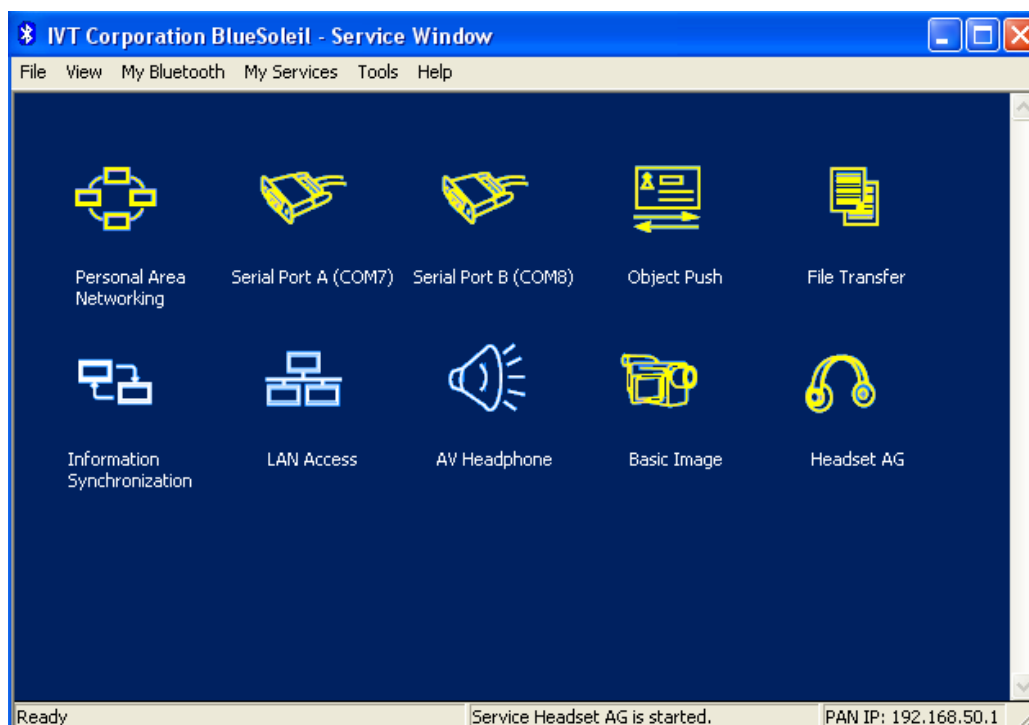 IVT Corporation BlueSoleil - Service Window
File View My Bluetooth My Services Tools Help
Personal Area
Networking
Serial Port A (COM7)
Serial Port B (COM8)
Object Push
File Transfer
Information
Synchronization
LAN Access
AV Headphone
Basic Image
Headset AG
Ready
Service Headset AG is started.
PAN IP: 192.168.50.1